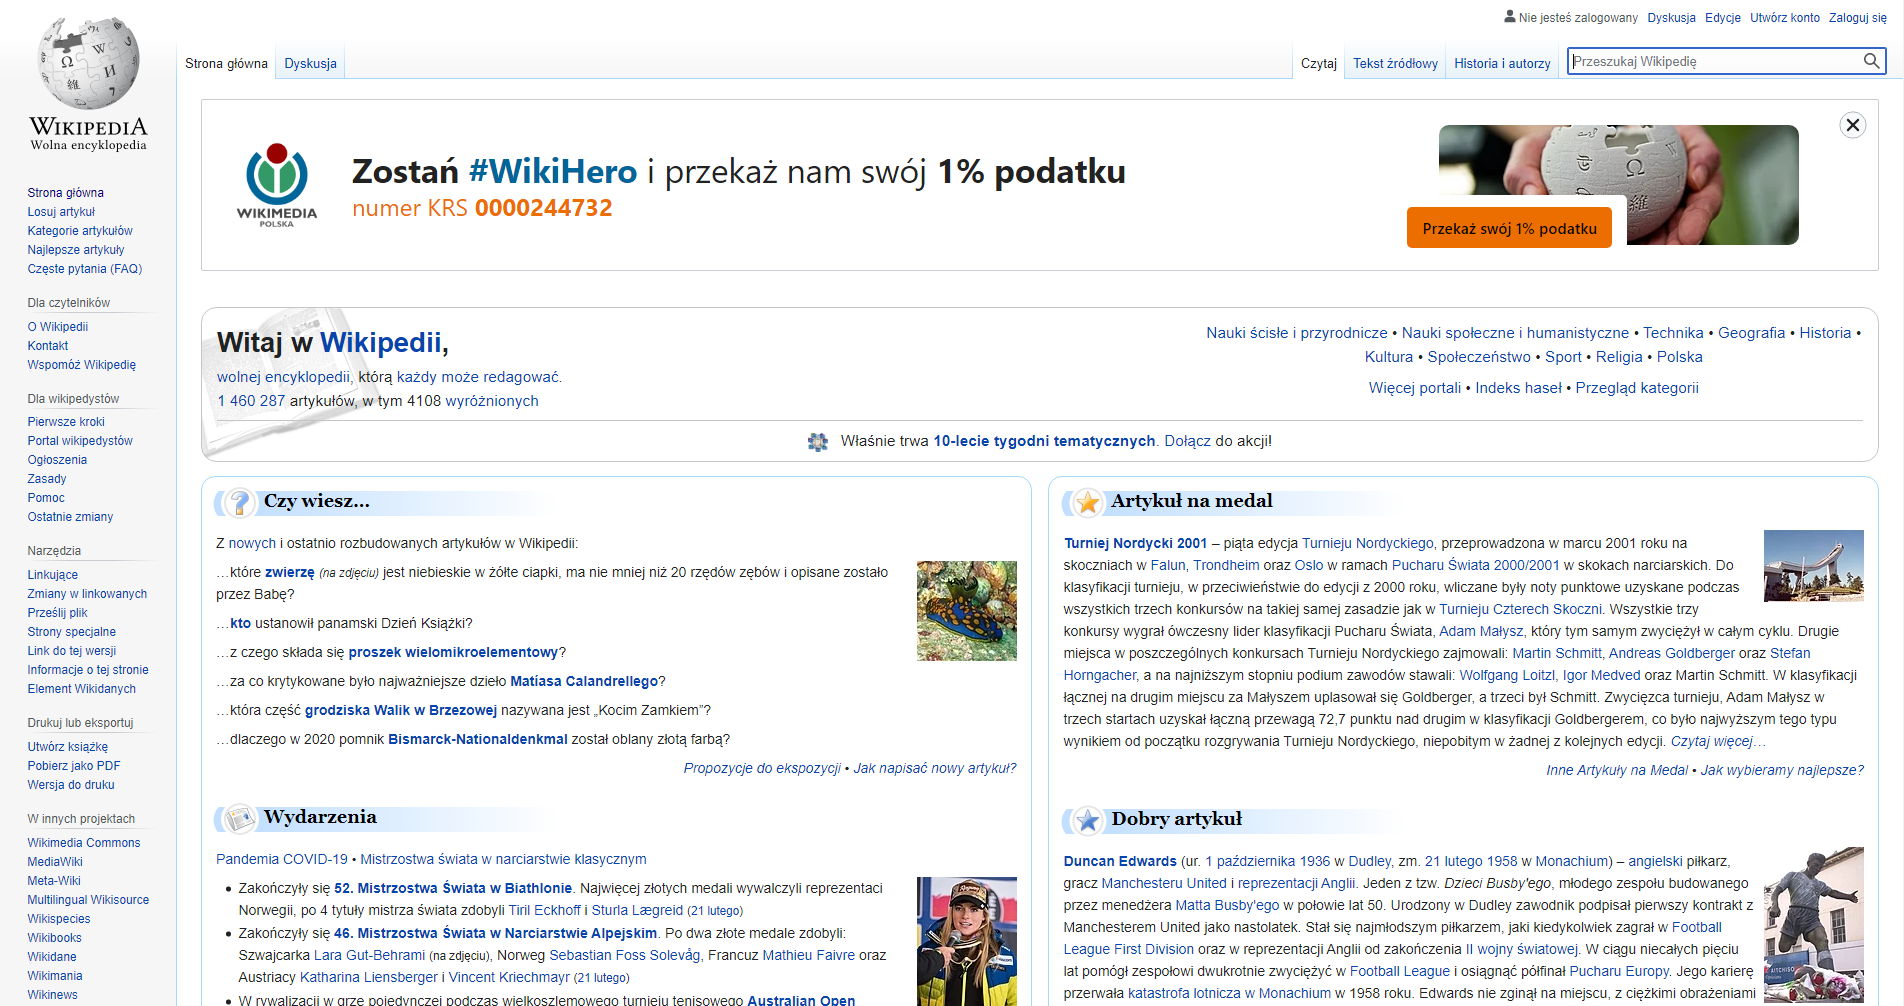 WIKIPEDIA
Wolna encyklopedia
Nie jesteś zalogowany Dyskusja Edycje Utwórz konto Zaloguj się
Strona główna Dyskusja
Czytaj Tekst źródłowy Historia i autorzy Przeszukaj Wikipedię
Strona główna
Losuj artykuł
Kategorie artykułów
Najlepsze artykuły
Częste pytania (FAQ)
Dla czytelników
O Wikipedii
Kontakt
Wspomóż Wikipedię
Dla wikipedystów
Pierwsze kroki
Portal wikipedystów
Ogłoszenia
Zasady
Pomoc
Ostatnie zmiany
Narzędzia
Linkujące
Zmiany w linkowanych
Prześlij plik
Strony specjalne
Link do tej wersji
Informacje o tej stronie
Element Wikidanych
Drukuj lub eksportuj
Utwórz książkę
Pobierz jako PDF
Wersja do druku
W innych projektach
Wikimedia Commons
MediaWiki
Meta-Wiki
Multilingual Wikisource
Wikispecies
Wikibooks
Wikidane
Wikimania
Wikinews
WIKIMEDIA
POLSKA
Zostań #WikiHero i przekaż nam swój 1% podatku
numer KRS 0000244732
Przekaż swój 1% podatku
Witaj w Wikipedii,
wolnej encyklopedii, którą każdy może redagować.
1 460 287 artykułów, w tym 4108 wyróżnionych
Nauki ścisłe i przyrodnicze • Nauki społeczne i humanistyczne • Technika • Geografia • Historia •
Kultura • Społeczeństwo • Sport • Religia • Polska
Więcej portali • Indeks haseł • Przegląd kategorii
Właśnie trwa 10-lecie tygodni tematycznych. Dołącz do akcji!
Czy wiesz...
Z nowych i ostatnio rozbudowanych artykułów w Wikipedii:
…które zwierzę (na zdjęciu) jest niebieskie w żółte ciapki, ma nie mniej niż 20 rzędów zębów i opisane zostało
przez Babę?
…kto ustanowił panamski Dzień Książki?
…z czego składa się proszek wielomikroelementowy?
…za co krytykowane było najważniejsze dzieło Matíasa Calandrellego?
…która część grodziska Walik w Brzezowej nazywana jest „Kocim Zamkiem”?
…dlaczego w 2020 pomnik Bismarck-Nationaldenkmal został oblany złotą farbą?
Propozycje do ekspozycji • Jak napisać nowy artykuł?
Wydarzenia
Pandemia COVID-19 • Mistrzostwa świata w narciarstwie klasycznym
• Zakończyły się 52. Mistrzostwa Świata w Biathlonie. Najwięcej złotych medali wywalczyli reprezentaci
Norwegii, po 4 tytuły mistrza świata zdobyli Tiril Eckhoff i Sturla Lægreid (21 lutego)
• Zakończyły się 46. Mistrzostwa Świata w Narciarstwie Alpejskim. Po dwa złote medale zdobyli:
Szwajcarka Lara Gut-Behrami (na zdjęciu), Norweg Sebastian Foss Solevåg, Francuz Mathieu Faivre oraz
Austriacy Katharina Liensberger i Vincent Kriechmayr (21 lutego)
• W rywalizacji w grze pojedynczej podczas wielkoszlemowego turnieju tenisowego Australian Open
Artykuł na medal
Turniej Nordycki 2001 – piąta edycja Turnieju Nordyckiego, przeprowadzona w marcu 2001 roku na
skoczniach w Falun, Trondheim oraz Oslo w ramach Pucharu Świata 2000/2001 w skokach narciarskich. Do
klasyfikacji turnieju, w przeciwieństwie do edycji z 2000 roku, wliczane były noty punktowe uzyskane podczas
wszystkich trzech konkursów na takiej samej zasadzie jak w Turnieju Czterech Skoczni. Wszystkie trzy
konkursy wygrał ówczesny lider klasyfikacji Pucharu Świata, Adam Małysz, który tym samym zwyciężył w całym cyklu. Drugie
miejsca w poszczególnych konkursach Turnieju Nordyckiego zajmowali: Martin Schmitt, Andreas Goldberger oraz Stefan
Horngacher, a na najniższym stopniu podium zawodów stawali: Wolfgang Loitzl, Igor Medved oraz Martin Schmitt. W klasyfikacji
łącznej na drugim miejscu za Małyszem uplasował się Goldberger, a trzeci był Schmitt. Zwycięzca turnieju, Adam Małysz w
trzech startach uzyskał łączną przewagą 72,7 punktu nad drugim w klasyfikacji Goldbergerem, co było najwyższym tego typu
wynikiem od początku rozgrywania Turnieju Nordyckiego, niepobitym w żadnej z kolejnych edycji. Czytaj więcej…
Inne Artykuły na Medal • Jak wybieramy najlepsze?
Dobry artykuł
Duncan Edwards (ur. 1 października 1936 w Dudley, zm. 21 lutego 1958 w Monachium) – angielski piłkarz,
gracz Manchesteru United i reprezentacji Anglii. Jeden z tzw. Dzieci Busby'ego, młodego zespołu budowanego
przez menedżera Matta Busby'ego w połowie lat 50. Urodzony w Dudley zawodnik podpisał pierwszy kontrakt z
Manchesterem United jako nastolatek. Stał się najmłodszym piłkarzem, jaki kiedykolwiek zagrał w Football
League First Division oraz w reprezentacji Anglii od zakończenia II wojny światowej. W ciągu niecałych pięciu
lat pomógł zespołowi dwukrotnie zwyciężyć w Football League i osiągnąć półfinał Pucharu Europy. Jego karierę
przerwała katastrofa lotnicza w Monachium w 1958 roku. Edwards nie zginął na miejscu, z ciężkimi obrażeniami